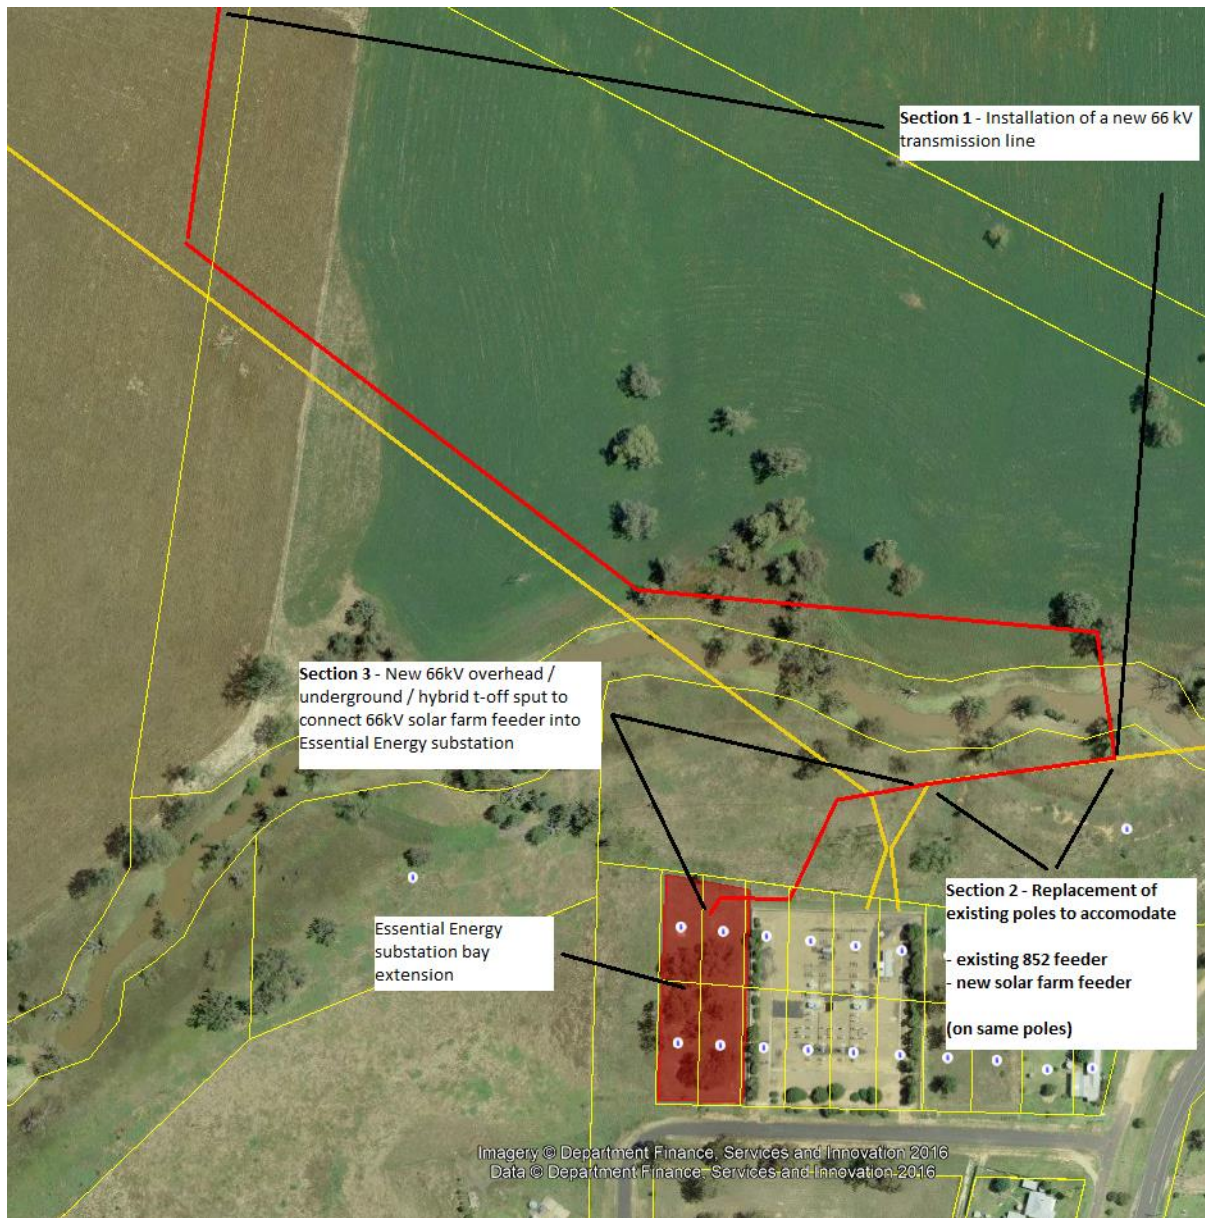 Section 1 - Installation of a new 66 kV
transmission line
Section 3 - New 66kV overhead /
underground / hybrid t-off sput to
connect 66kV solar farm feeder into
Essential Energy substation
Essential Energy
substation bay
extension
Section 2 - Replacement of
existing poles to accomodate
- existing 852 feeder
- new solar farm feeder
(on same poles)
Imagery © Department Finance, Services and Innovation 2016
Data © Department Finance, Services and Innovation 2016